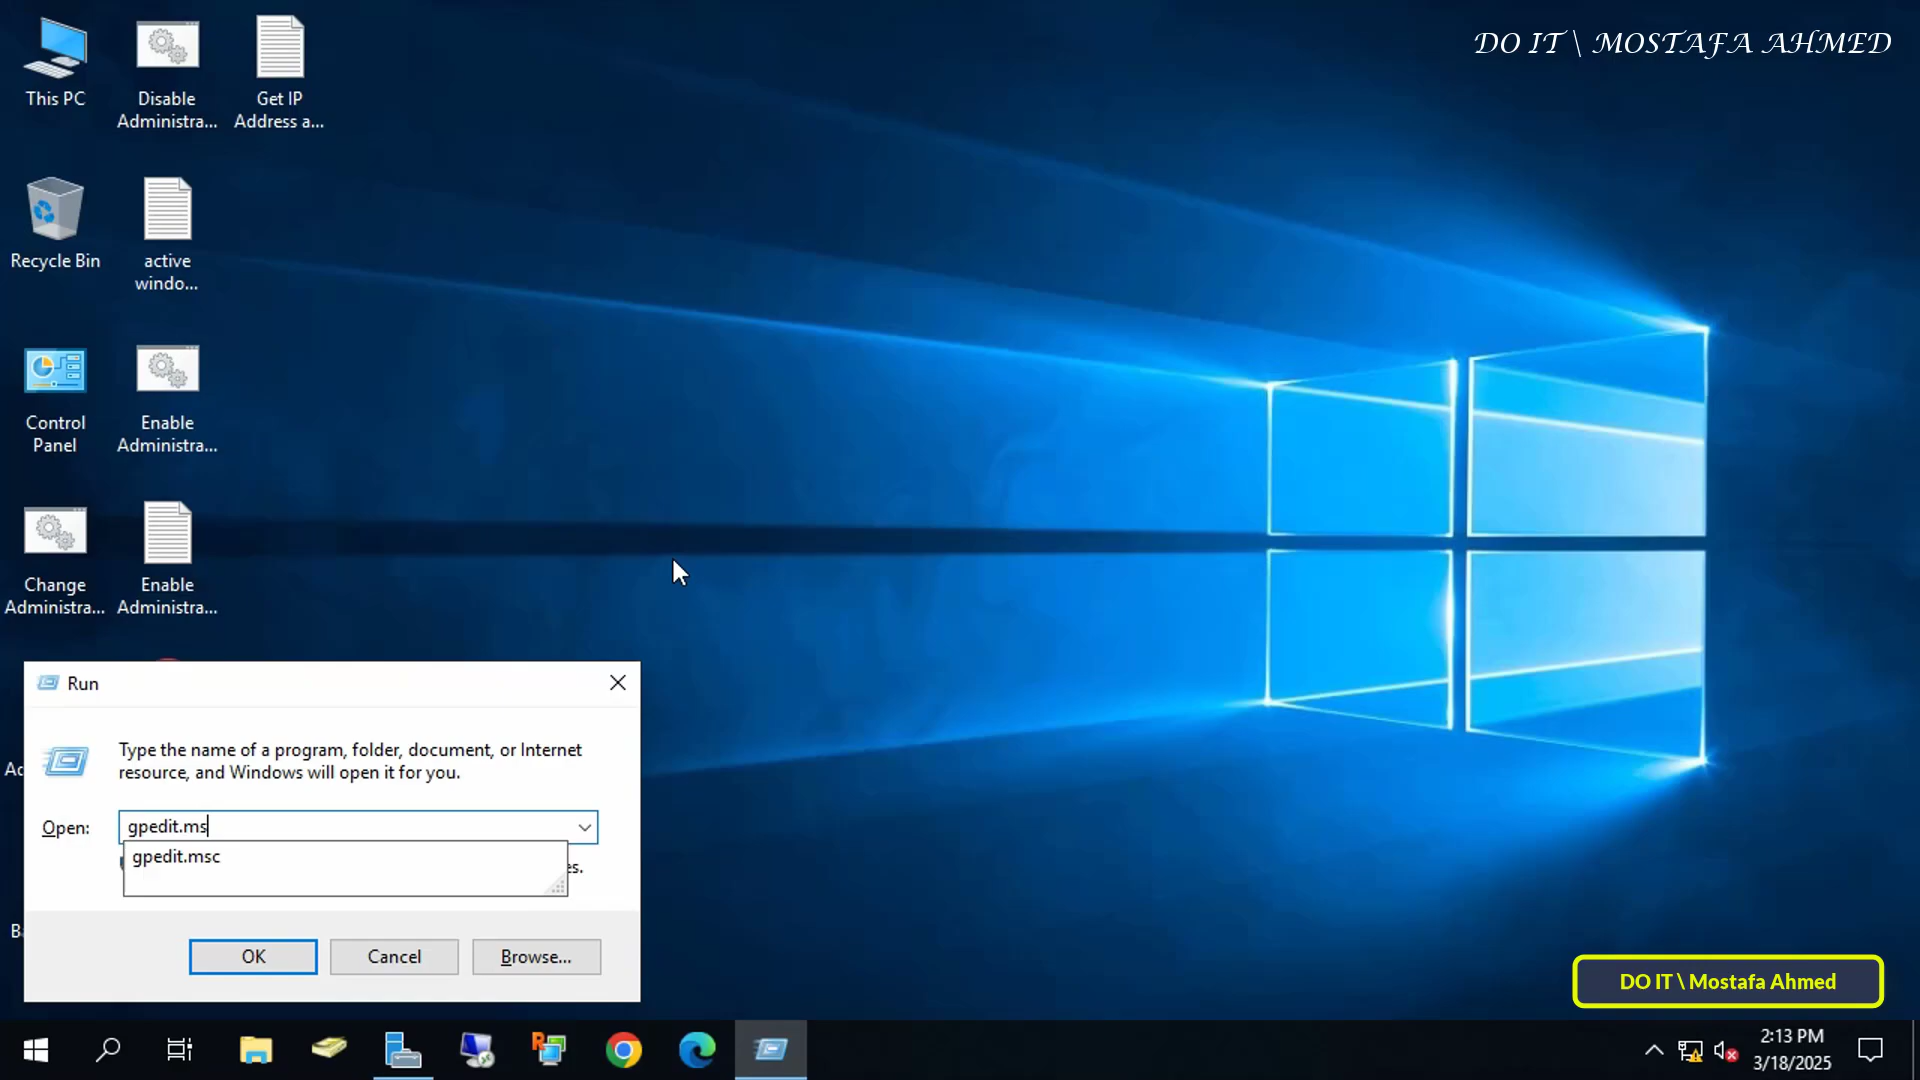 DO IT \ MOSTAFA AHMED
This PC
Disable
Administra...
Get IP
Address a...
Recycle Bin
active
windo...
Control
Panel
Enable
Administra...
Change
Administra...
Enable
Administra...
Run
Type the name of a program, folder, document, or Internet
resource, and Windows will open it for you.
Open:
gpedit.ms
gpedit.msc
es.
OK
Cancel
Browse...
DO IT \ Mostafa Ahmed
2:13 PM
3/18/2025